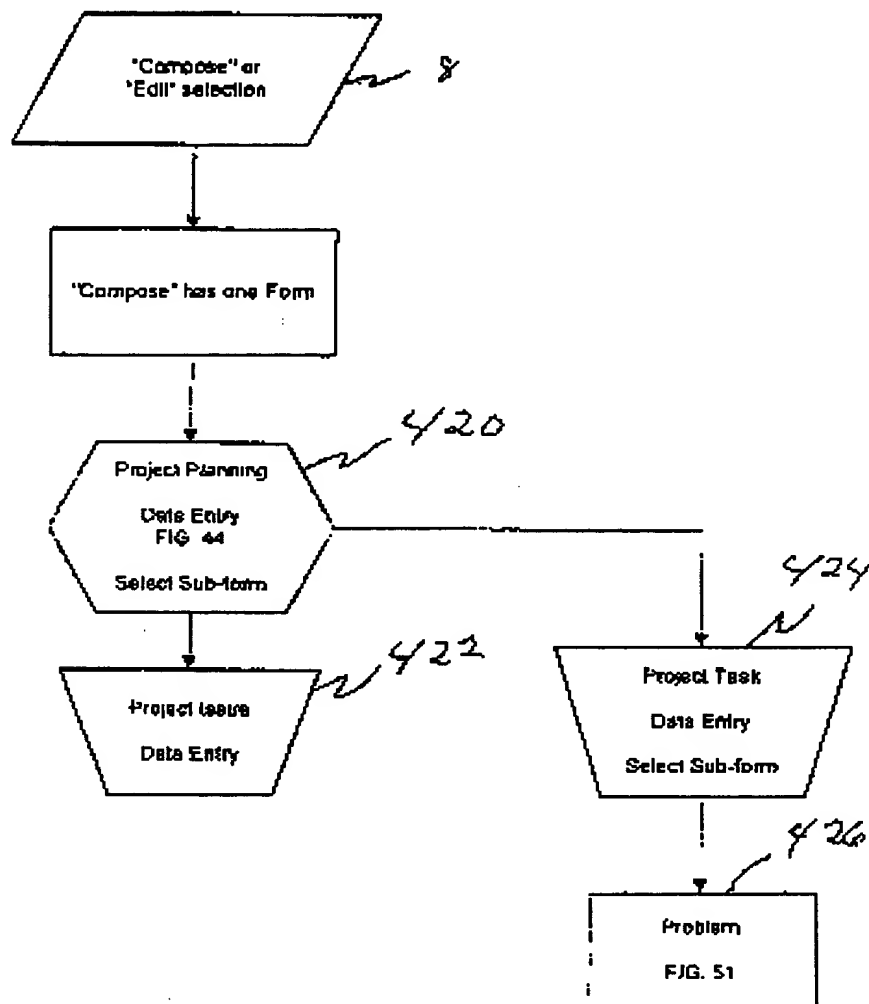 "Compose" or
"Edit" selection
8
"Compose" has one Form
420
Project Planning
Data Entry
FIG. 44
Select Sub-form
424
422
Project Issue
Data Entry
Project Task
Data Entry
Select Sub-form
426
Problem
FIG. 51